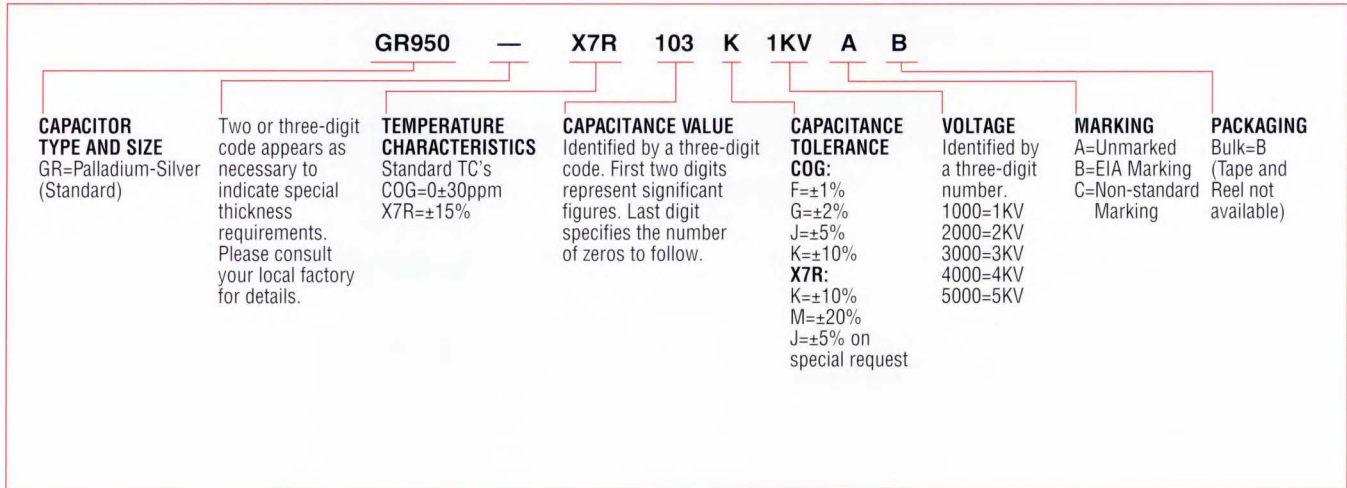 GR950 — X7R 103 K 1KV A B
CAPACITOR
TYPE AND SIZE
GR=Palladium-Silver
(Standard)
Two or three-digit
code appears as
necessary to
indicate special
thickness
requirements.
Please consult
your local factory
for details.
TEMPERATURE
CHARACTERISTICS
Standard TC's
COG=0±30ppm
X7R=±15%
CAPACITANCE VALUE
Identified by a three-digit
code. First two digits
represent significant
figures. Last digit
specifies the number
of zeros to follow.
CAPACITANCE
TOLERANCE
COG:
F=±1%
G=±2%
J=±5%
K=±10%
X7R:
K=±10%
M=±20%
J=±5% on
special request
VOLTAGE
Identified by
a three-digit
number.
1000=1KV
2000=2KV
3000=3KV
4000=4KV
5000=5KV
MARKING
A=Unmarked
B=EIA Marking
C=Non-standard
Marking
PACKAGING
Bulk=B
(Tape and
Reel not
available)